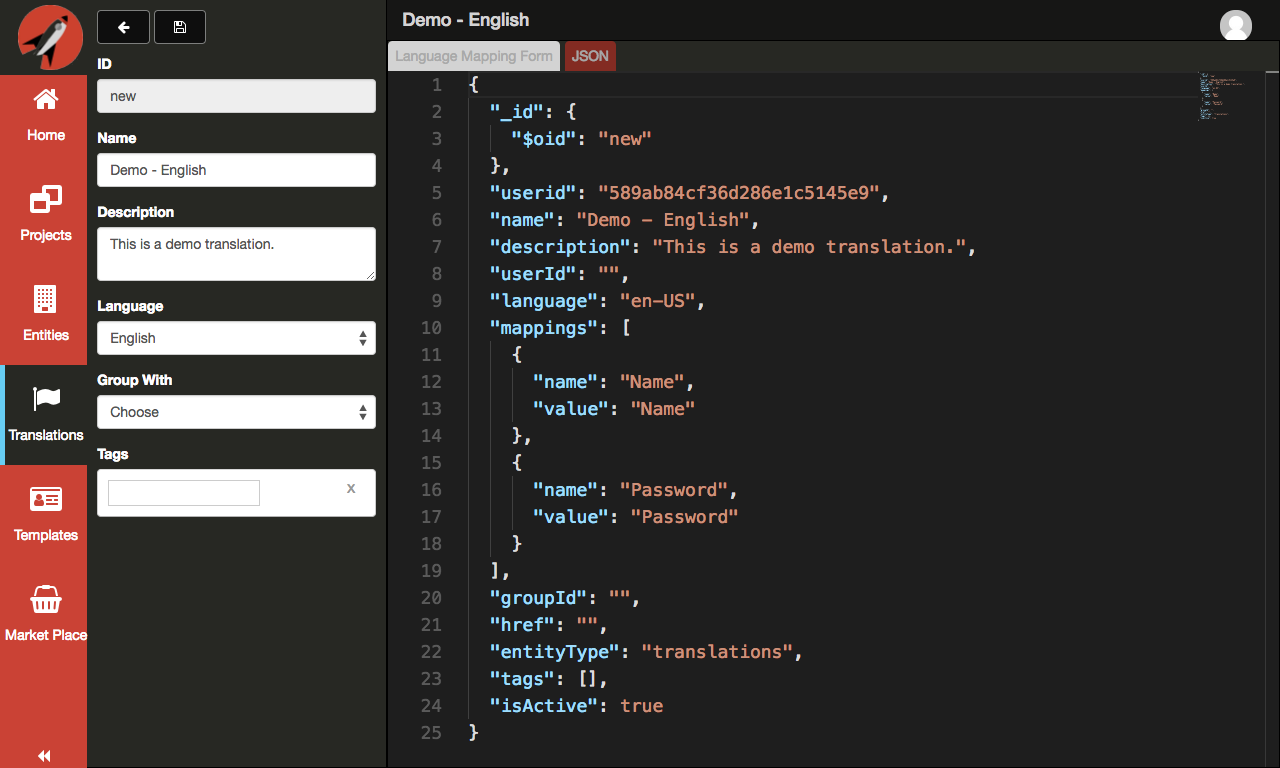 Home
Projects
Entities
Translations
Templates
Market Place
ID
new
Name
Demo - English
Description
This is a demo translation.
Language
English
Group With
Choose
Tags
x
Demo - English
Language Mapping Form
JSON
1 {
2 "_id": {
3 "$oid": "new"
4 },
5 "userid": "589ab84cf36d286e1c5145e9",
6 "name": "Demo - English",
7 "description": "This is a demo translation.",
8 "userId": "",
9 "language": "en-US",
10 "mappings": [
11 {
12 "name": "Name",
13 "value": "Name"
14 },
15 {
16 "name": "Password",
17 "value": "Password"
18 }
19 ],
20 "groupId": "",
21 "href": "",
22 "entityType": "translations",
23 "tags": [],
24 "isActive": true
25 }